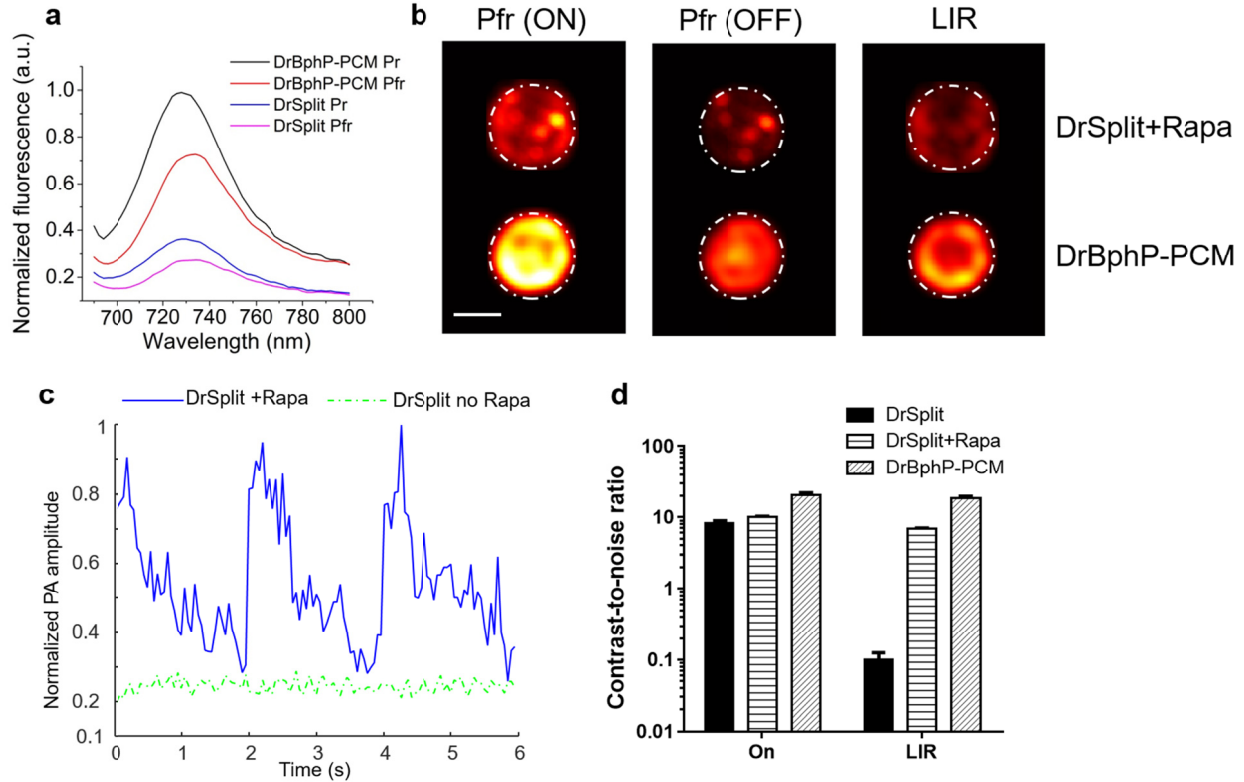 a
Normalized fluorescence (a.u.)
1.0
0.8
0.6
0.4
0.2
DrBphP-PCM Pr
DrBphP-PCM Pfr
DrSplit Pr
DrSplit Pfr
700 720 740 760 780 800
Wavelength (nm)
b
Pfr (ON) Pfr (OFF) LIR
DrSplit+Rapa
DrBphP-PCM
c
DrSplit +Rapa DrSplit no Rapa
Normalized PA amplitude
1
0.8
0.6
0.4
0.2
0.1
0 1 2 3 4 5 6
Time (s)
d
DrSplit
DrSplit+Rapa
DrBphP-PCM
Contrast-to-noise ratio
100
10
1
0.1
0.01
On LIR